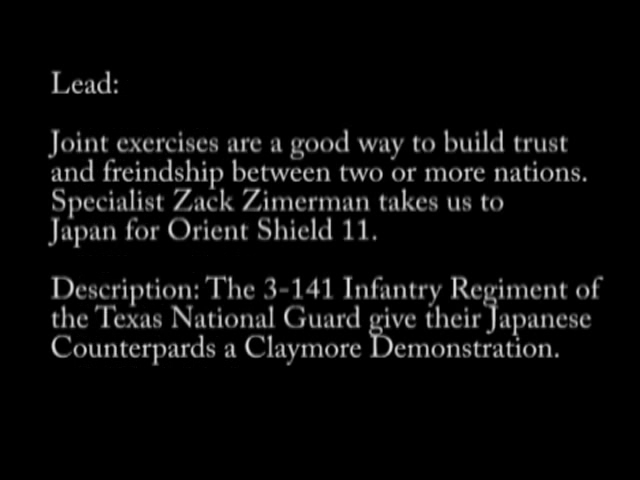 Lead:
Joint exercises are a good way to build trust
and freindship between two or more nations.
Specialist Zack Zimerman takes us to
Japan for Orient Shield 11.
Description: The 3-141 Infantry Regiment of
the Texas National Guard give their Japanese
Counterpards a Claymore Demonstration.